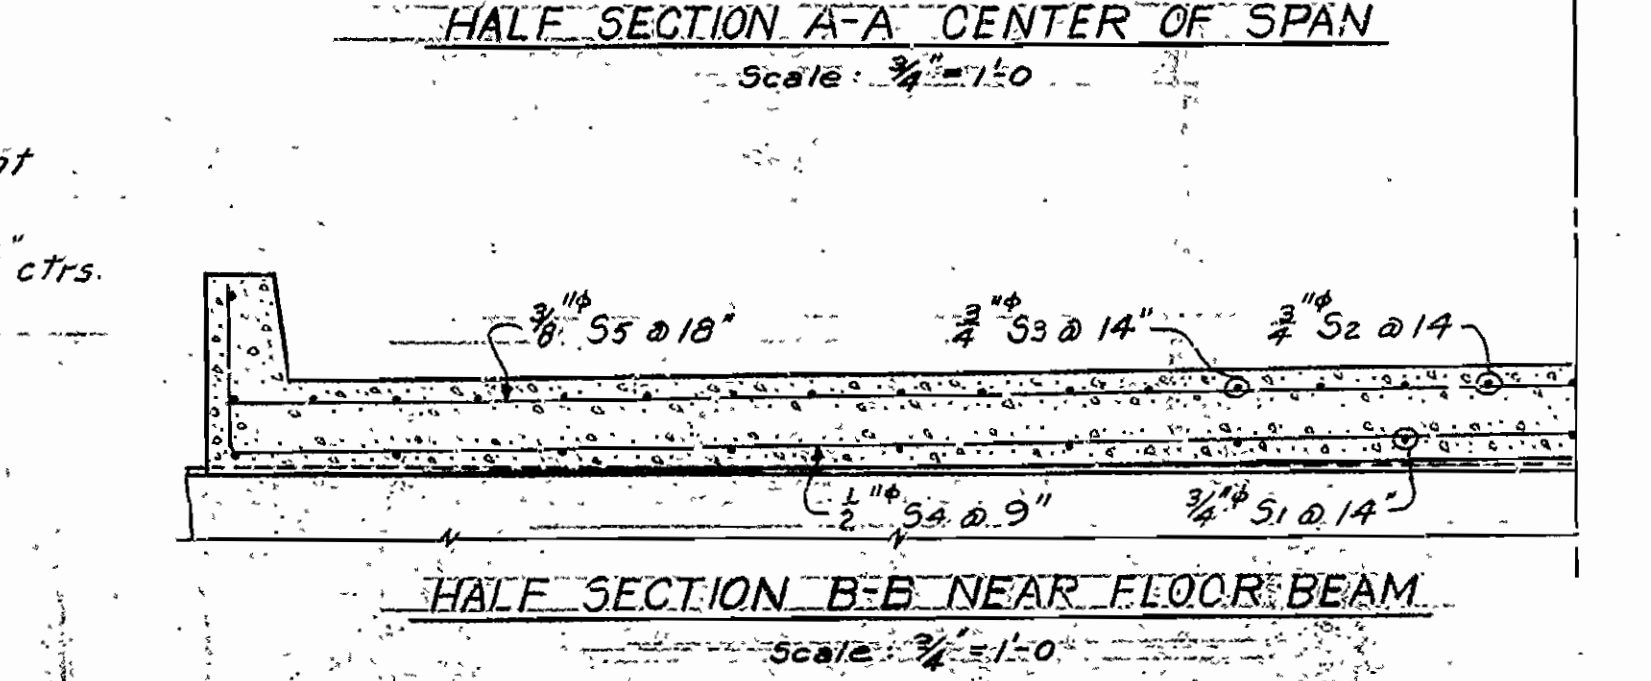 HALF SECTION A-A CENTER OF SPAN
Scale: 3/4" = 1'-0
" ctrs.
3/8"φ S5 @ 18"
3/4"φ S3 @ 14"
3/4"φ S2 @ 14
1/2"φ S4 @ 9"
3/4"φ S1 @ 14"
HALF SECTION B-B NEAR FLOOR BEAM
Scale: 3/4" = 1'-0